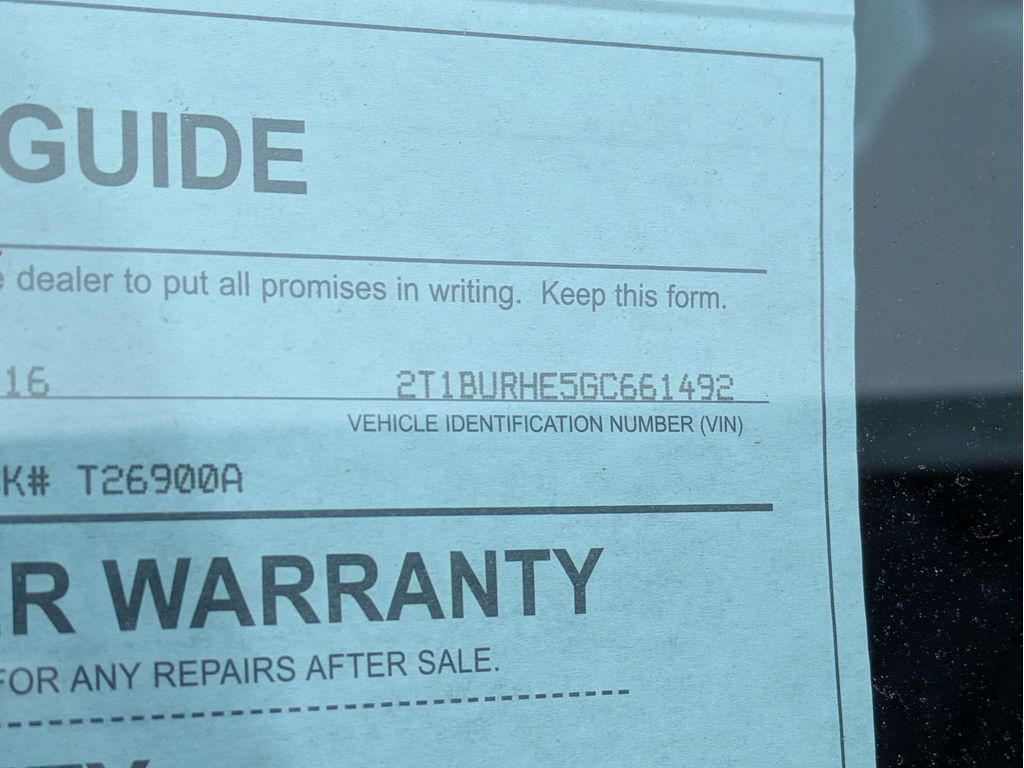 GUIDE
dealer to put all promises in writing. Keep this form.
16 2T1BURHE5GC661492
VEHICLE IDENTIFICATION NUMBER (VIN)
K# T26900A
R WARRANTY
FOR ANY REPAIRS AFTER SALE.